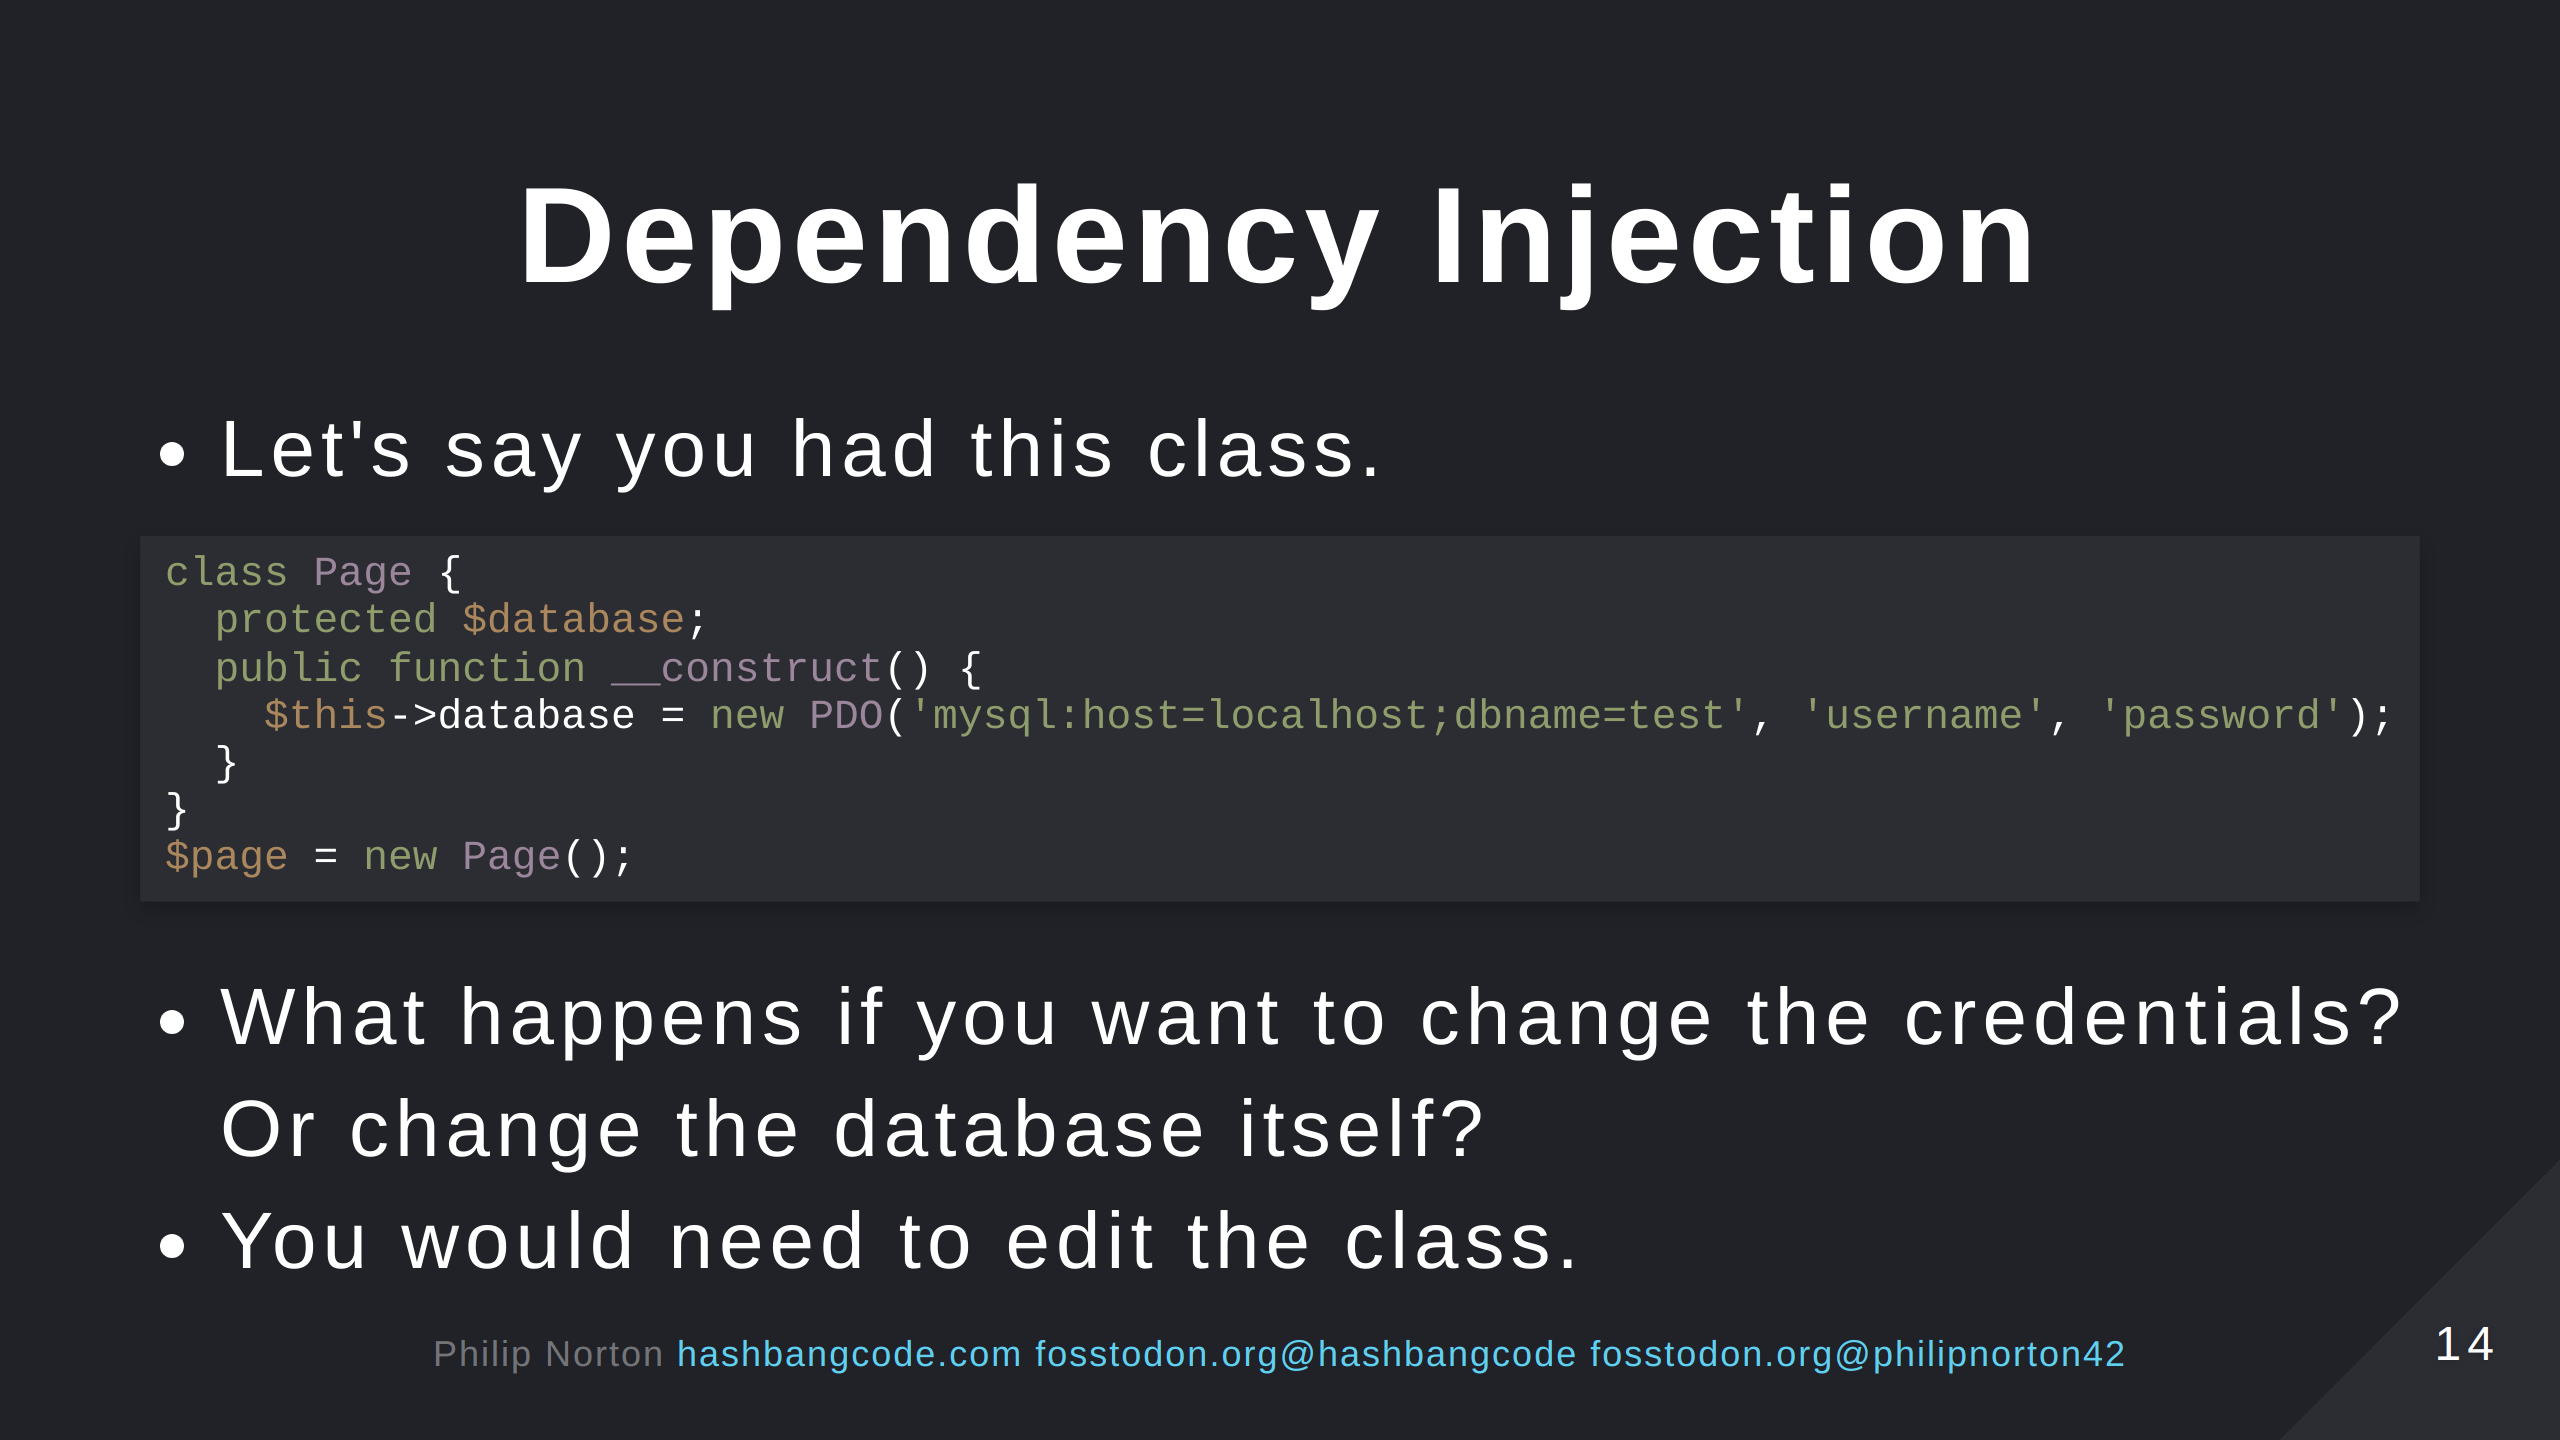 Dependency Injection
• Let's say you had this class.
class Page {
  protected $database;
  public function __construct() {
    $this->database = new PDO('mysql:host=localhost;dbname=test', 'username', 'password');
  }
}
$page = new Page();
• What happens if you want to change the credentials?
Or change the database itself?
• You would need to edit the class.
Philip Norton hashbangcode.com fosstodon.org@hashbangcode fosstodon.org@philipnorton42
14